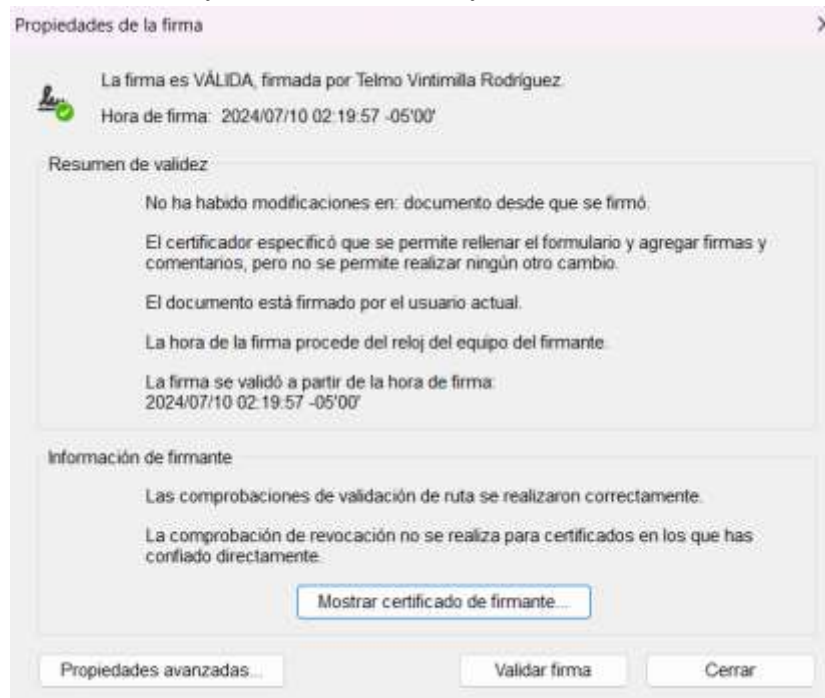 Propiedades de la firma
La firma es VÁLIDA, firmada por Telmo Vintimilla Rodríguez.
Hora de firma: 2024/07/10 02:19:57 -05'00'
Resumen de validez
No ha habido modificaciones en: documento desde que se firmó.
El certificador especificó que se permite rellenar el formulario y agregar firmas y
comentarios, pero no se permite realizar ningún otro cambio.
El documento está firmado por el usuario actual.
La hora de la firma procede del reloj del equipo del firmante.
La firma se validó a partir de la hora de firma:
2024/07/10 02:19:57 -05'00'
Información de firmante
Las comprobaciones de validación de ruta se realizaron correctamente.
La comprobación de revocación no se realiza para certificados en los que has
confiado directamente.
Mostrar certificado de firmante...
Propiedades avanzadas...
Validar firma
Cerrar